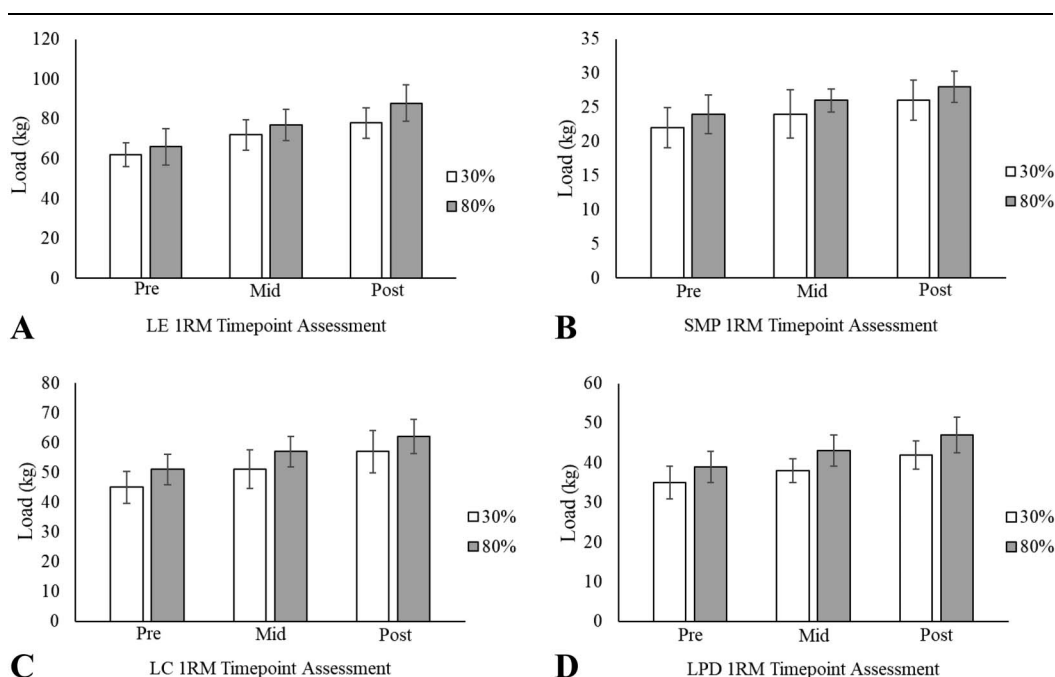 120
100
80
60
40
20
0
Load (kg)
Pre Mid Post
30%
80%
A
LE 1RM Timepoint Assessment
35
30
25
20
15
10
5
0
Load (kg)
Pre Mid Post
30%
80%
B
SMP 1RM Timepoint Assessment
80
70
60
50
40
30
20
10
0
Load (kg)
Pre Mid Post
30%
80%
C
LC 1RM Timepoint Assessment
60
50
40
30
20
10
0
Load (kg)
Pre Mid Post
30%
80%
D
LPD 1RM Timepoint Assessment